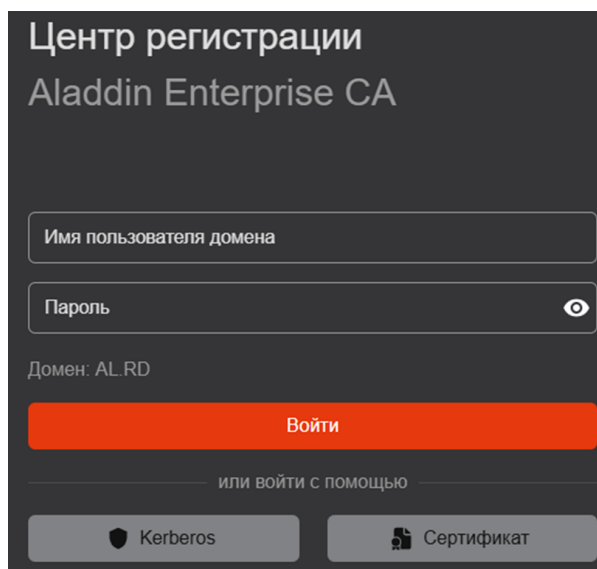 Центр регистрации
Aladdin Enterprise CA
Имя пользователя домена
Пароль
Домен: AL.RD
Войти
или войти с помощью
Kerberos
Сертификат